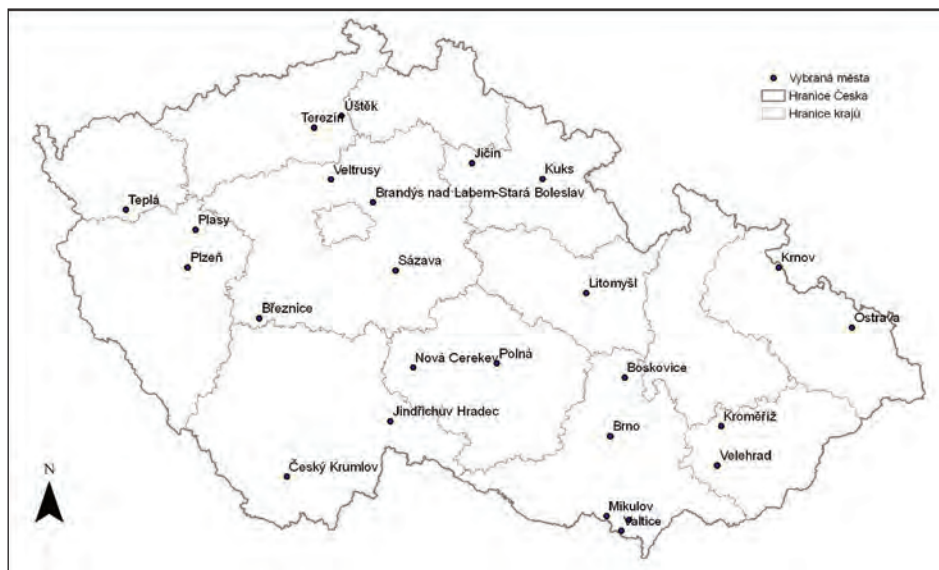 Vybraná města
Hranice Česka
Hranice krajů
Úštěk
Terezín
Jičín
Veltrusy
Kuks
Brandýs nad Labem-Stará Boleslav
Teplá
Plasy
Plzeň
Sázava
Krnov
Litomyšl
Březnice
Ostrava
Nová Cerekev
Polná
Boskovice
Jindřichův Hradec
Kroměříž
Brno
Velehrad
Český Krumlov
N
Mikulov
Valtice